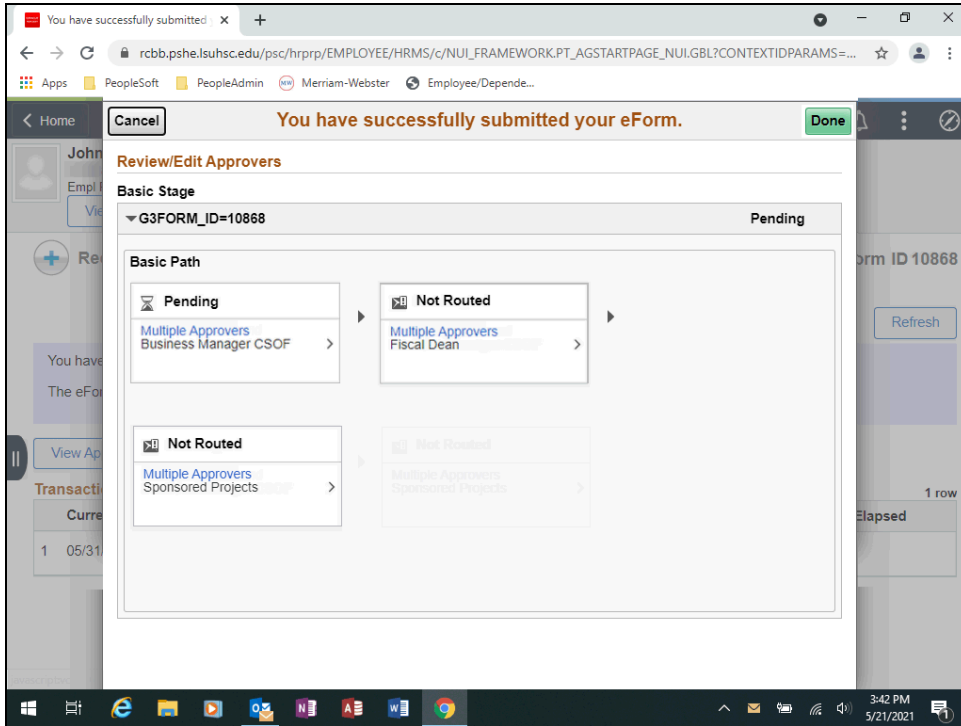 You have successfully submitted
rcbb.pshe.lsuhsc.edu/psc/hrprp/EMPLOYEE/HRMS/c/NUI_FRAMEWORK.PT_AGSTARTPAGE_NUI.GBL?CONTEXTIDPARAMS=...
Apps PeopleSoft PeopleAdmin Merriam-Webster Employee/Depende...
Home Cancel You have successfully submitted your eForm. Done
John
Review/Edit Approvers
Empl
Basic Stage
G3FORM_ID=10868 Pending
Basic Path
orm ID 10868
Pending
Not Routed
Multiple Approvers
Business Manager CSOF
Multiple Approvers
Fiscal Dean
Refresh
You have
The eFor
Not Routed
Not Routed
Multiple Approvers
Sponsored Projects
Multiple Approvers
Sponsored Projects
View Ap
Transacti
1 row
Curre
Elapsed
1 05/31
3:42 PM
5/21/2021